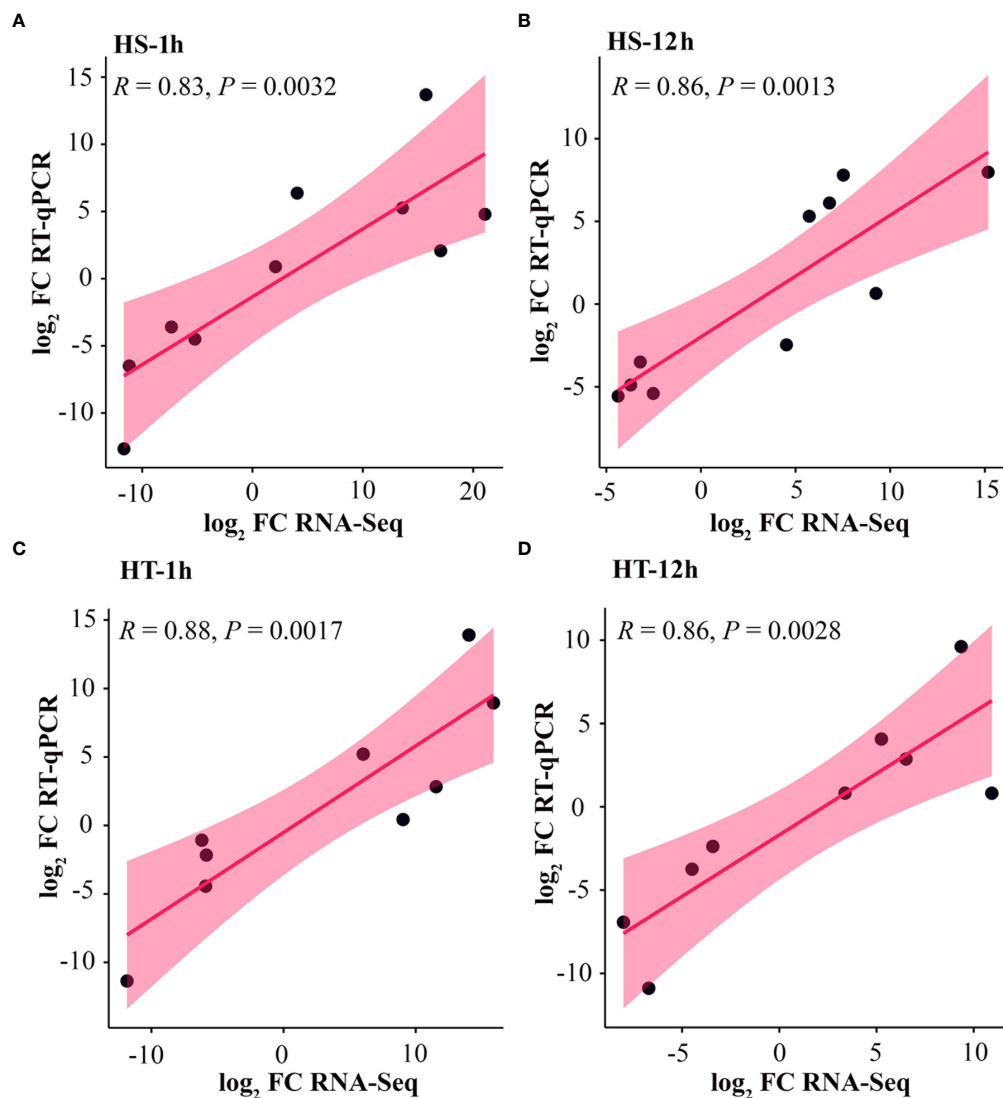 A
HS-1h
R = 0.83, P = 0.0032
15
10
5
0
-5
-10
log2 FC RT-qPCR
-10 0 10 20
log2 FC RNA-Seq
B
HS-12h
R = 0.86, P = 0.0013
10
5
0
-5
log2 FC RT-qPCR
-5 0 5 10 15
log2 FC RNA-Seq
C
HT-1h
R = 0.88, P = 0.0017
15
10
5
0
-5
-10
log2 FC RT-qPCR
-10 0 10
log2 FC RNA-Seq
D
HT-12h
R = 0.86, P = 0.0028
10
5
0
-5
-10
log2 FC RT-qPCR
-5 0 5 10
log2 FC RNA-Seq